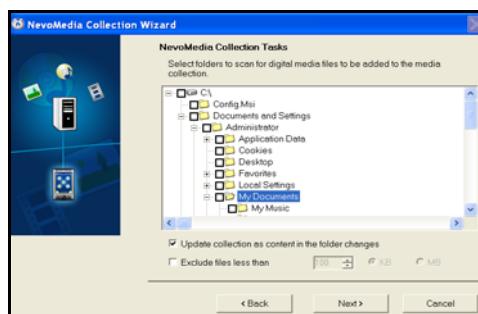 NevoMedia Collection Wizard
NevoMedia Collection Tasks
Select folders to scan for digital media files to be added to the media
collection.
C:\
Config.Msi
Documents and Settings
Administrator
Application Data
Cookies
Desktop
Favorites
Local Settings
My Documents
My Music
Update collection as content in the folder changes
Exclude files less than 100 KB MB
< Back Next > Cancel